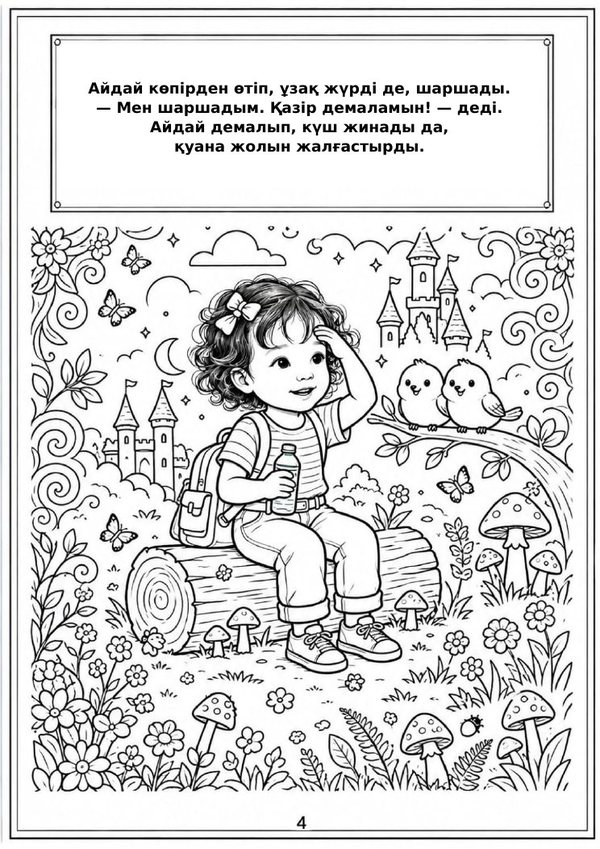 Айдай көпірден өтіп, ұзақ жүрді де, шаршады.
— Мен шаршадым. Қазір демаламын! — деді.
Айдай демалып, күш жинады да,
қуана жолын жалғастырды.
4